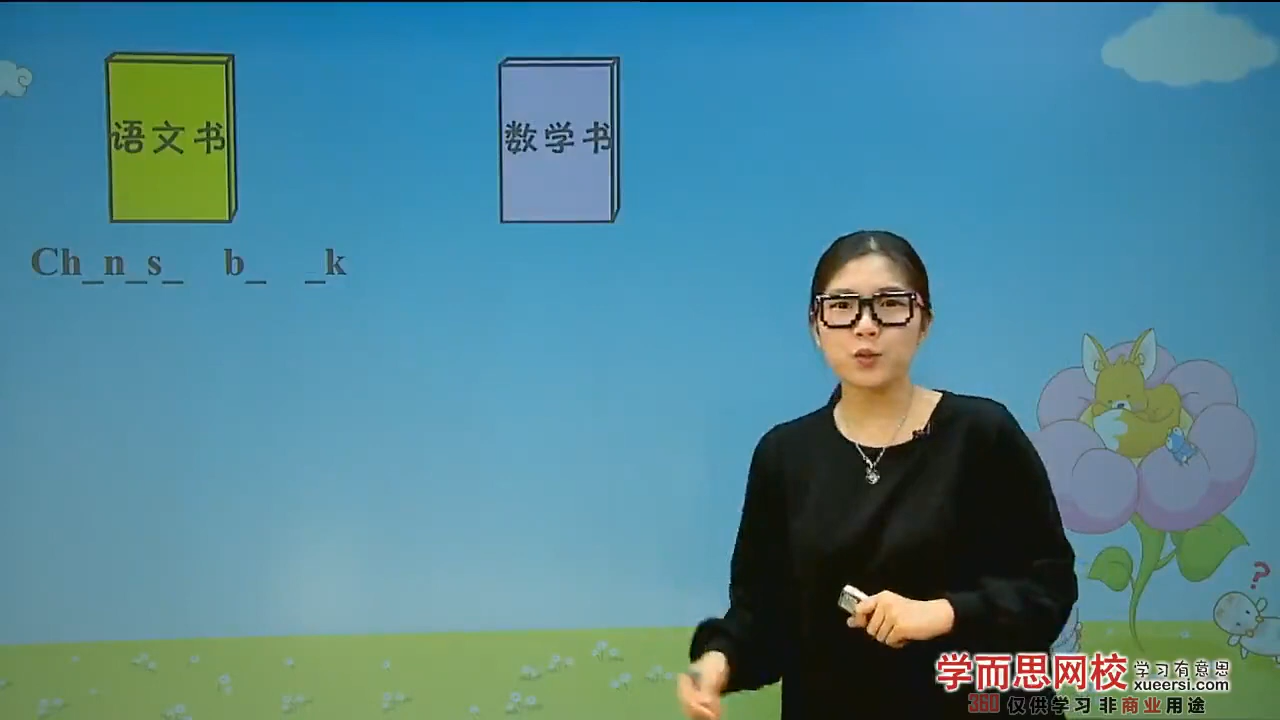 语文书
数学书
Ch_n_s_ b_ _k
学而思网校 学习有意思
xueersi.com
360 仅供学习 非商业用途